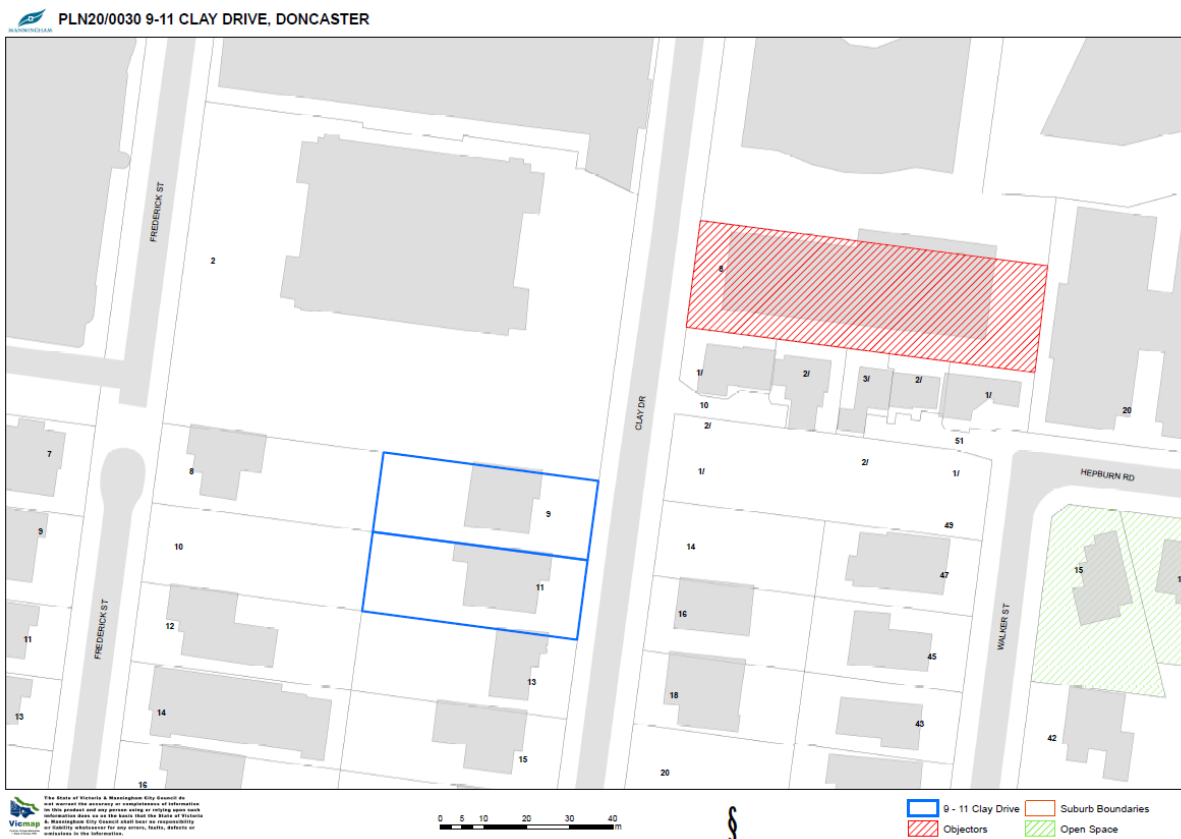 MANNINGHAM
PLN20/0030 9-11 CLAY DRIVE, DONCASTER
FREDERICK ST
2
8
CLAY DR
1/
2/
3/
2/
1/
10
2/
20
51
7
8
1/
2/
1/
HEPBURN RD
9
9
49
10
14
11
47
15
1
FREDERICK ST
12
16
WALKER ST
11
45
13
18
13
14
43
42
15
20
16
The State of Victoria & Manningham City Council do
not warrant the accuracy or completeness of information
in this product and any person using or relying upon such
information does so on the basis that the State of Victoria
& Manningham City Council shall bear no responsibility
or liability whatsoever for any errors, faults, defects or
omissions in the information.
Vicmap
0 5 10 20 30 40
m
§
9 - 11 Clay Drive
Suburb Boundaries
Objectors
Open Space